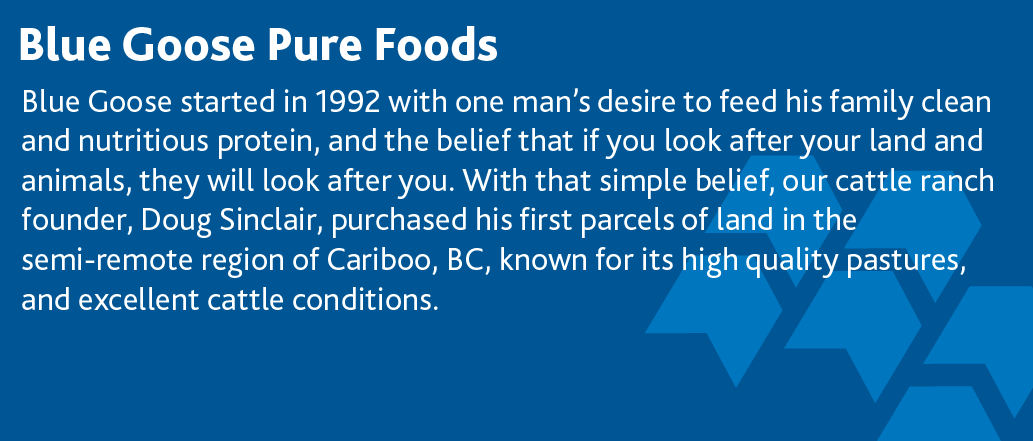 Blue Goose Pure Foods
Blue Goose started in 1992 with one man’s desire to feed his family clean
and nutritious protein, and the belief that if you look after your land and
animals, they will look after you. With that simple belief, our cattle ranch
founder, Doug Sinclair, purchased his first parcels of land in the
semi-remote region of Cariboo, BC, known for its high quality pastures,
and excellent cattle conditions.